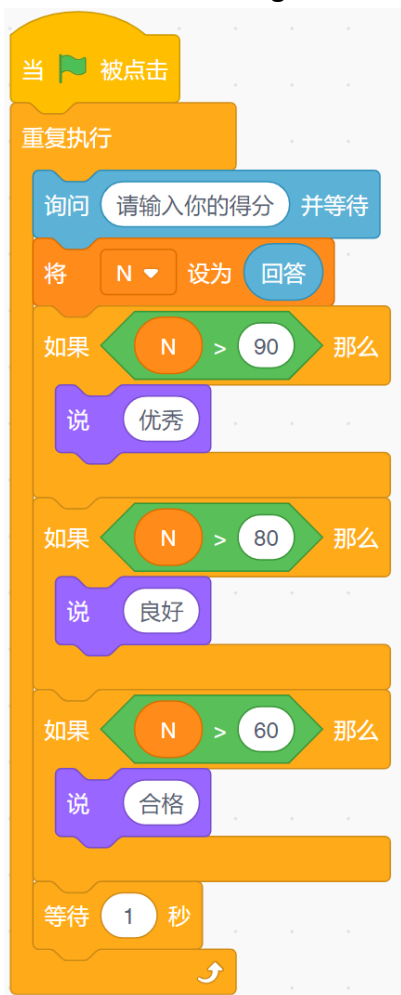 当 被点击
重复执行
询问 请输入你的得分 并等待
将 N 设为 回答
如果 N > 90 那么
说 优秀
如果 N > 80 那么
说 良好
如果 N > 60 那么
说 合格
等待 1 秒